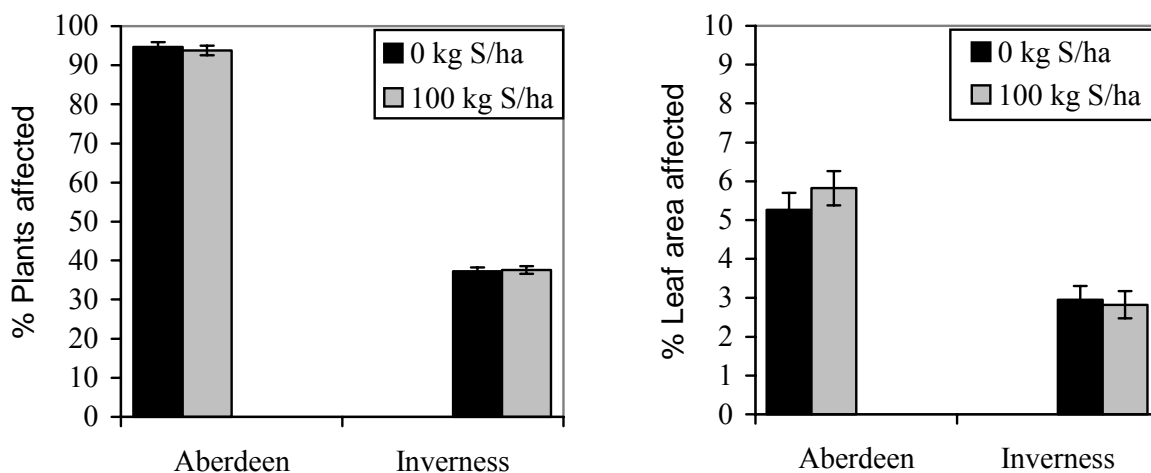 % Plants affected
100
90
80
70
60
50
40
30
20
10
0
0 kg S/ha
100 kg S/ha
Aberdeen Inverness
% Leaf area affected
10
9
8
7
6
5
4
3
2
1
0
0 kg S/ha
100 kg S/ha
Aberdeen Inverness